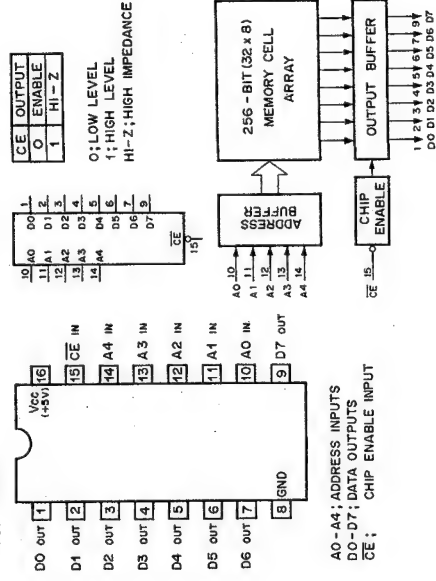 Vcc
(+5V)
D0 OUT 1
D1 OUT 2
D2 OUT 3
D3 OUT 4
D4 OUT 5
D5 OUT 6
D6 OUT 7
8 GND
16
15 CE IN
14 A4 IN
13 A3 IN
12 A2 IN
11 A1 IN
10 A0 IN
9 D7 OUT
A0-A4; ADDRESS INPUTS
D0-D7; DATA OUTPUTS
CE; CHIP ENABLE INPUT
10 A0
11 A1
12 A2
13 A3
14 A4
D0 1
D1 2
D2 3
D3 4
D4 5
D5 6
D6 7
D7 9
CE
15
CE OUTPUT
0 ENABLE
1 HI-Z
0; LOW LEVEL
1; HIGH LEVEL
HI-Z; HIGH IMPEDANCE
A0 10
A1 11
A2 12
A3 13
A4 14
ADDRESS
BUFFER
256-BIT (32 x 8)
MEMORY CELL
ARRAY
CE 15
CHIP
ENABLE
OUTPUT BUFFER
1 2 3 4 5 6 7 9
D0 D1 D2 D3 D4 D5 D6 D7